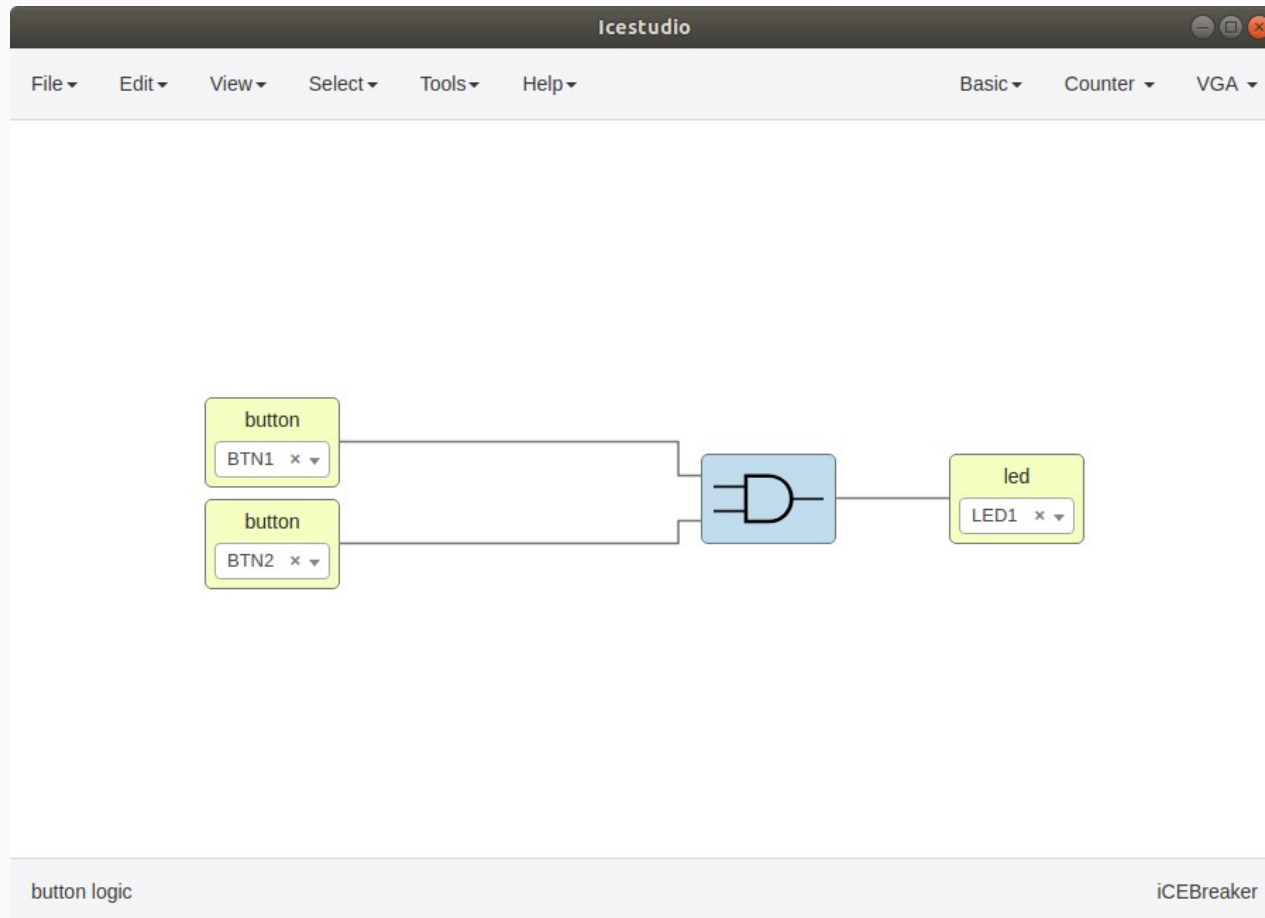 Icestudio
File Edit View Select Tools Help Basic Counter VGA
button
BTN1 ×
button
BTN2 ×
led
LED1 ×
button logic iCEBreaker